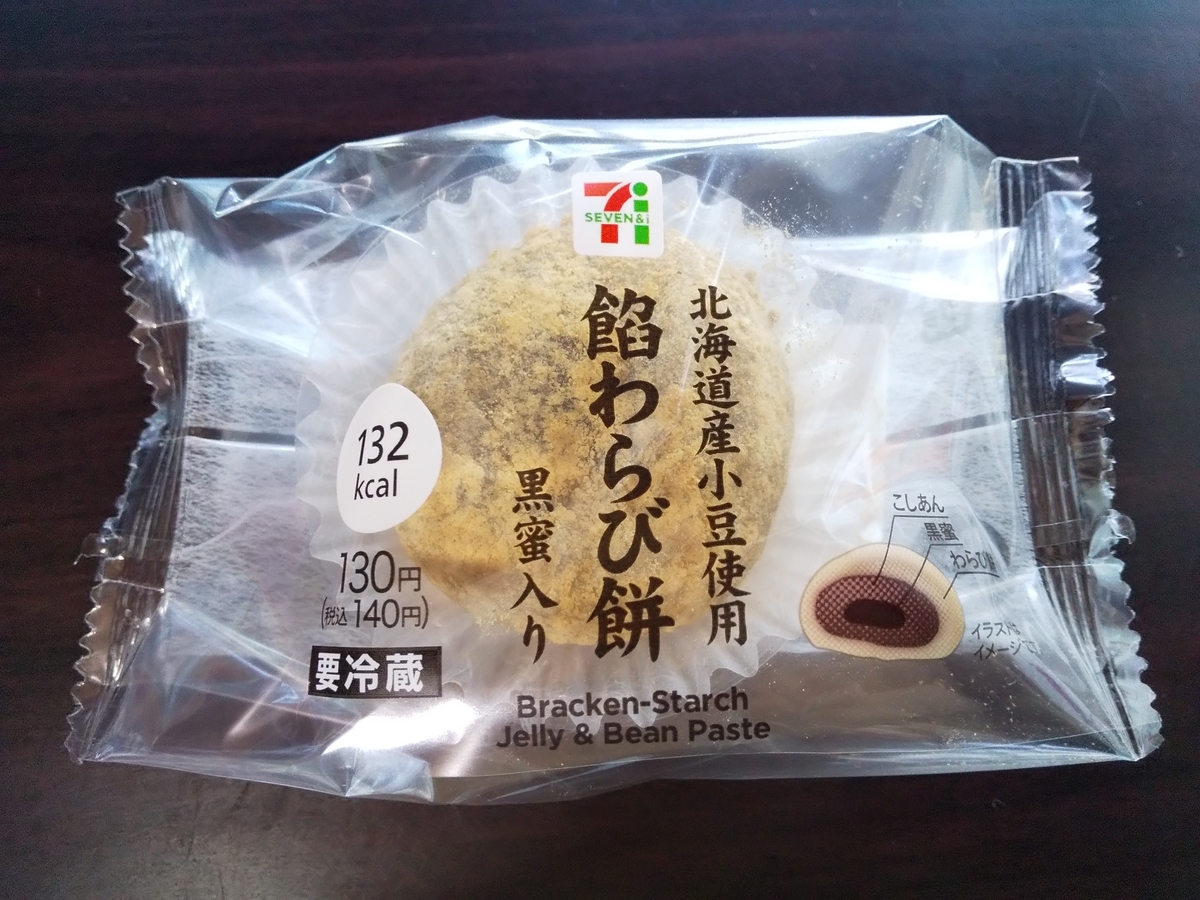 SEVEN&i
北海道産小豆使用
餡わらび餅
黒蜜入り
132
kcal
130円
(税込140円)
要冷蔵
Bracken-Starch
Jelly & Bean Paste
こしあん
黒蜜
わらび餅
イラストは
イメージです